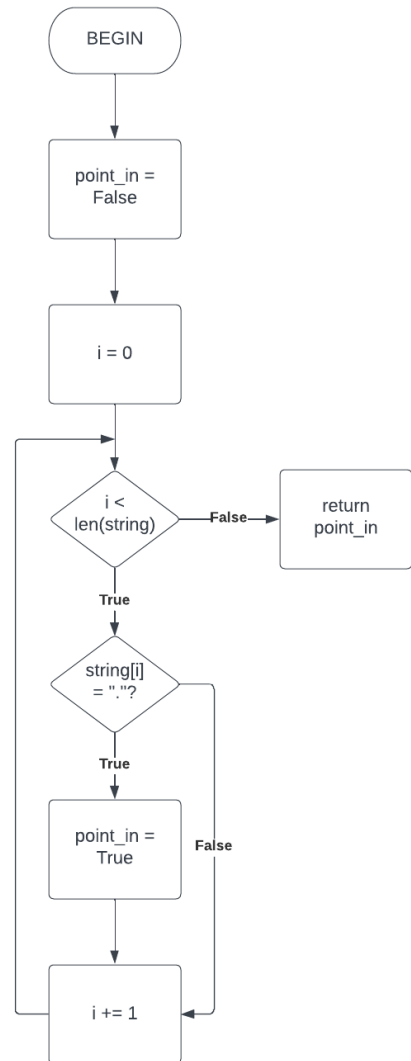 BEGIN
point_in =
False
i = 0
i <
len(string)
False
return
point_in
True
string[i]
= "."?
True
point_in =
True
False
i += 1